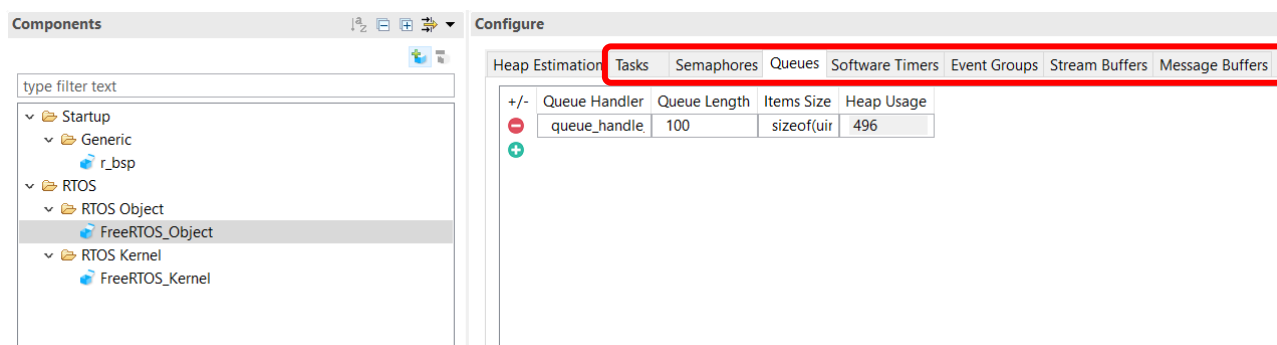 Components
type filter text
Startup
Generic
r_bsp
RTOS
RTOS Object
FreeRTOS_Object
RTOS Kernel
FreeRTOS_Kernel
Configure
Heap Estimation Tasks Semaphores Queues Software Timers Event Groups Stream Buffers Message Buffers
+/- Queue Handler Queue Length Items Size Heap Usage
queue_handle_ 100 sizeof(uir 496